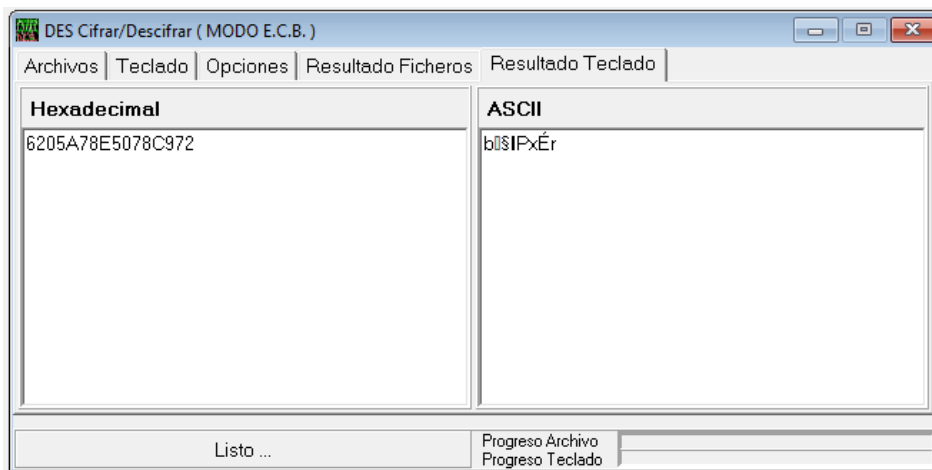 DES Cifrar/Descifrar ( MODO E.C.B. )
Archivos Teclado Opciones Resultado Ficheros Resultado Teclado
Hexadecimal ASCII
6205A78E5078C972 b▯§IPxÉr
Listo ... Progreso Archivo
Progreso Teclado